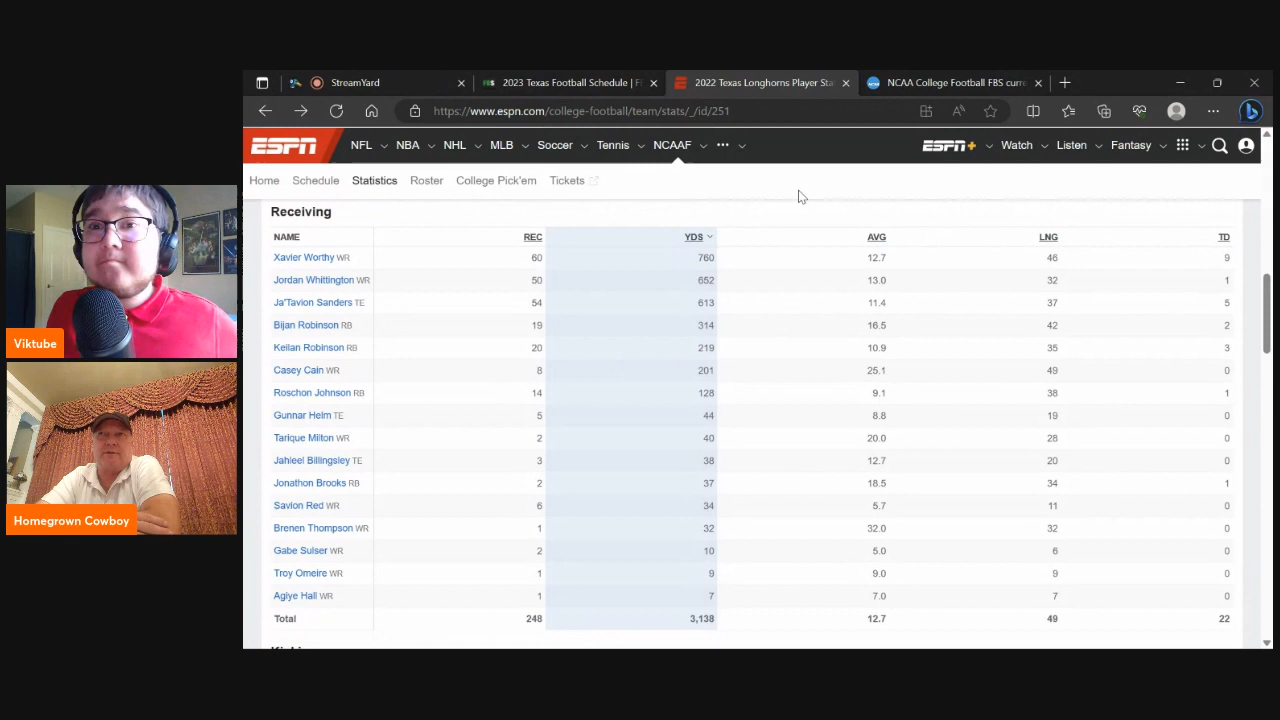 StreamYard
2023 Texas Football Schedule | F
2022 Texas Longhorns Player Sta
NCAA College Football FBS curre
https://www.espn.com/college-football/team/stats/_/id/251
ESPN NFL NBA NHL MLB Soccer Tennis NCAAF ESPN+ Watch Listen Fantasy
Home Schedule Statistics Roster College Pick'em Tickets
Receiving
NAME REC YDS AVG LNG TD
Xavier Worthy WR 60 760 12.7 46 9
Jordan Whittington WR 50 652 13.0 32 1
Ja'Tavion Sanders TE 54 613 11.4 37 5
Bijan Robinson RB 19 314 16.5 42 2
Keilan Robinson RB 20 219 10.9 35 3
Casey Cain WR 8 201 25.1 49 0
Roschon Johnson RB 14 128 9.1 38 1
Gunnar Helm TE 5 44 8.8 19 0
Tarique Milton WR 2 40 20.0 28 0
Jahleel Billingsley TE 3 38 12.7 20 0
Jonathon Brooks RB 2 37 18.5 34 1
Savion Red WR 6 34 5.7 11 0
Brenen Thompson WR 1 32 32.0 32 0
Gabe Sulser WR 2 10 5.0 6 0
Troy Omeire WR 1 9 9.0 9 0
Agiye Hall WR 1 7 7.0 7 0
Total 248 3,138 12.7 49 22
Viktube
Homegrown Cowboy